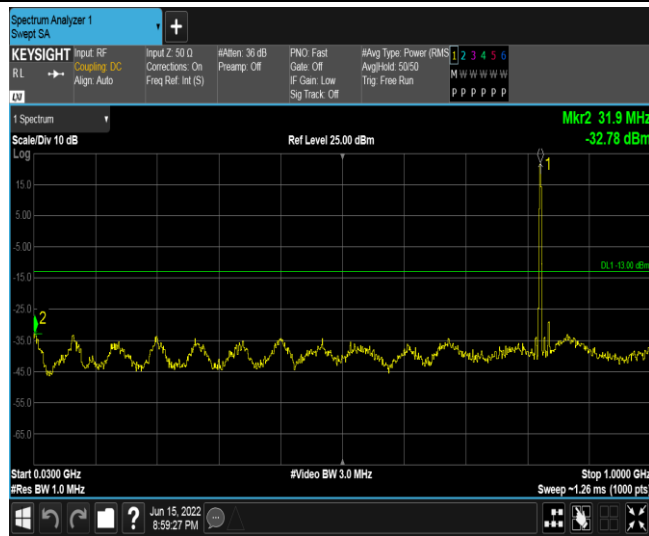 Spectrum Analyzer 1
Swept SA
+
KEYSIGHT
RL
LXI
Input: RF
Coupling: DC
Align: Auto
Input Z: 50 Ω
Corrections: On
Freq Ref: Int (S)
#Atten: 36 dB
Preamp: Off
PNO: Fast
Gate: Off
IF Gain: Low
Sig Track: Off
#Avg Type: Power (RMS
Avg|Hold: 50/50
Trig: Free Run
1 2 3 4 5 6
M W W W W W
P P P P P P
1 Spectrum
Mkr2 31.9 MHz
-32.78 dBm
Scale/Div 10 dB
Ref Level 25.00 dBm
Log
1
15.0
5.00
-5.00
DL1 -13.00 dBm
-15.0
-25.0
2
-35.0
-45.0
-55.0
-65.0
Start 0.0300 GHz
#Video BW 3.0 MHz
Stop 1.0000 GHz
#Res BW 1.0 MHz
Sweep ~1.26 ms (1000 pts)
?
Jun 15, 2022
8:59:27 PM